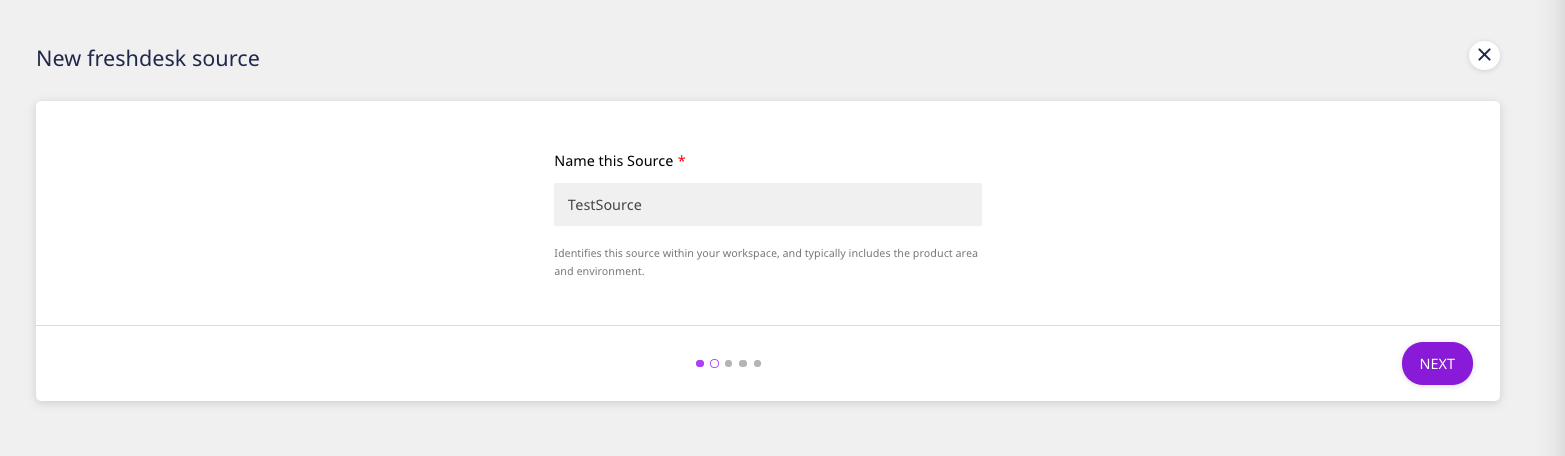 New freshdesk source
Name this Source *
TestSource
Identifies this source within your workspace, and typically includes the product area
and environment.
NEXT